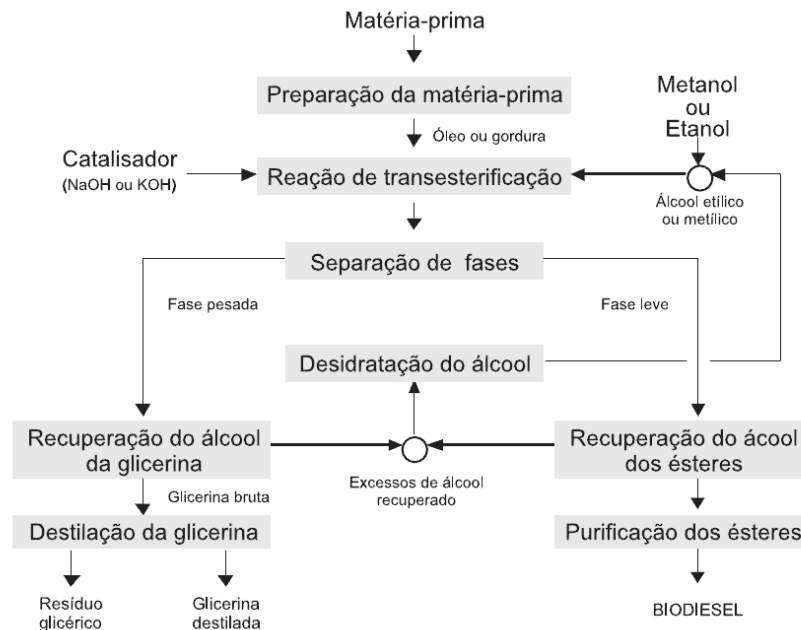 Matéria-prima
Preparação da matéria-prima
Metanol
ou
Etanol
Óleo ou gordura
Catalisador
(NaOH ou KOH)
Reação de transesterificação
Álcool etílico
ou metílico
Separação de fases
Fase pesada
Fase leve
Desidratação do álcool
Recuperação do álcool
da glicerina
Excessos de álcool
recuperado
Recuperação do ácool
dos ésteres
Glicerina bruta
Destilação da glicerina
Purificação dos ésteres
Resíduo
glicérico
Glicerina
destilada
BIODIESEL